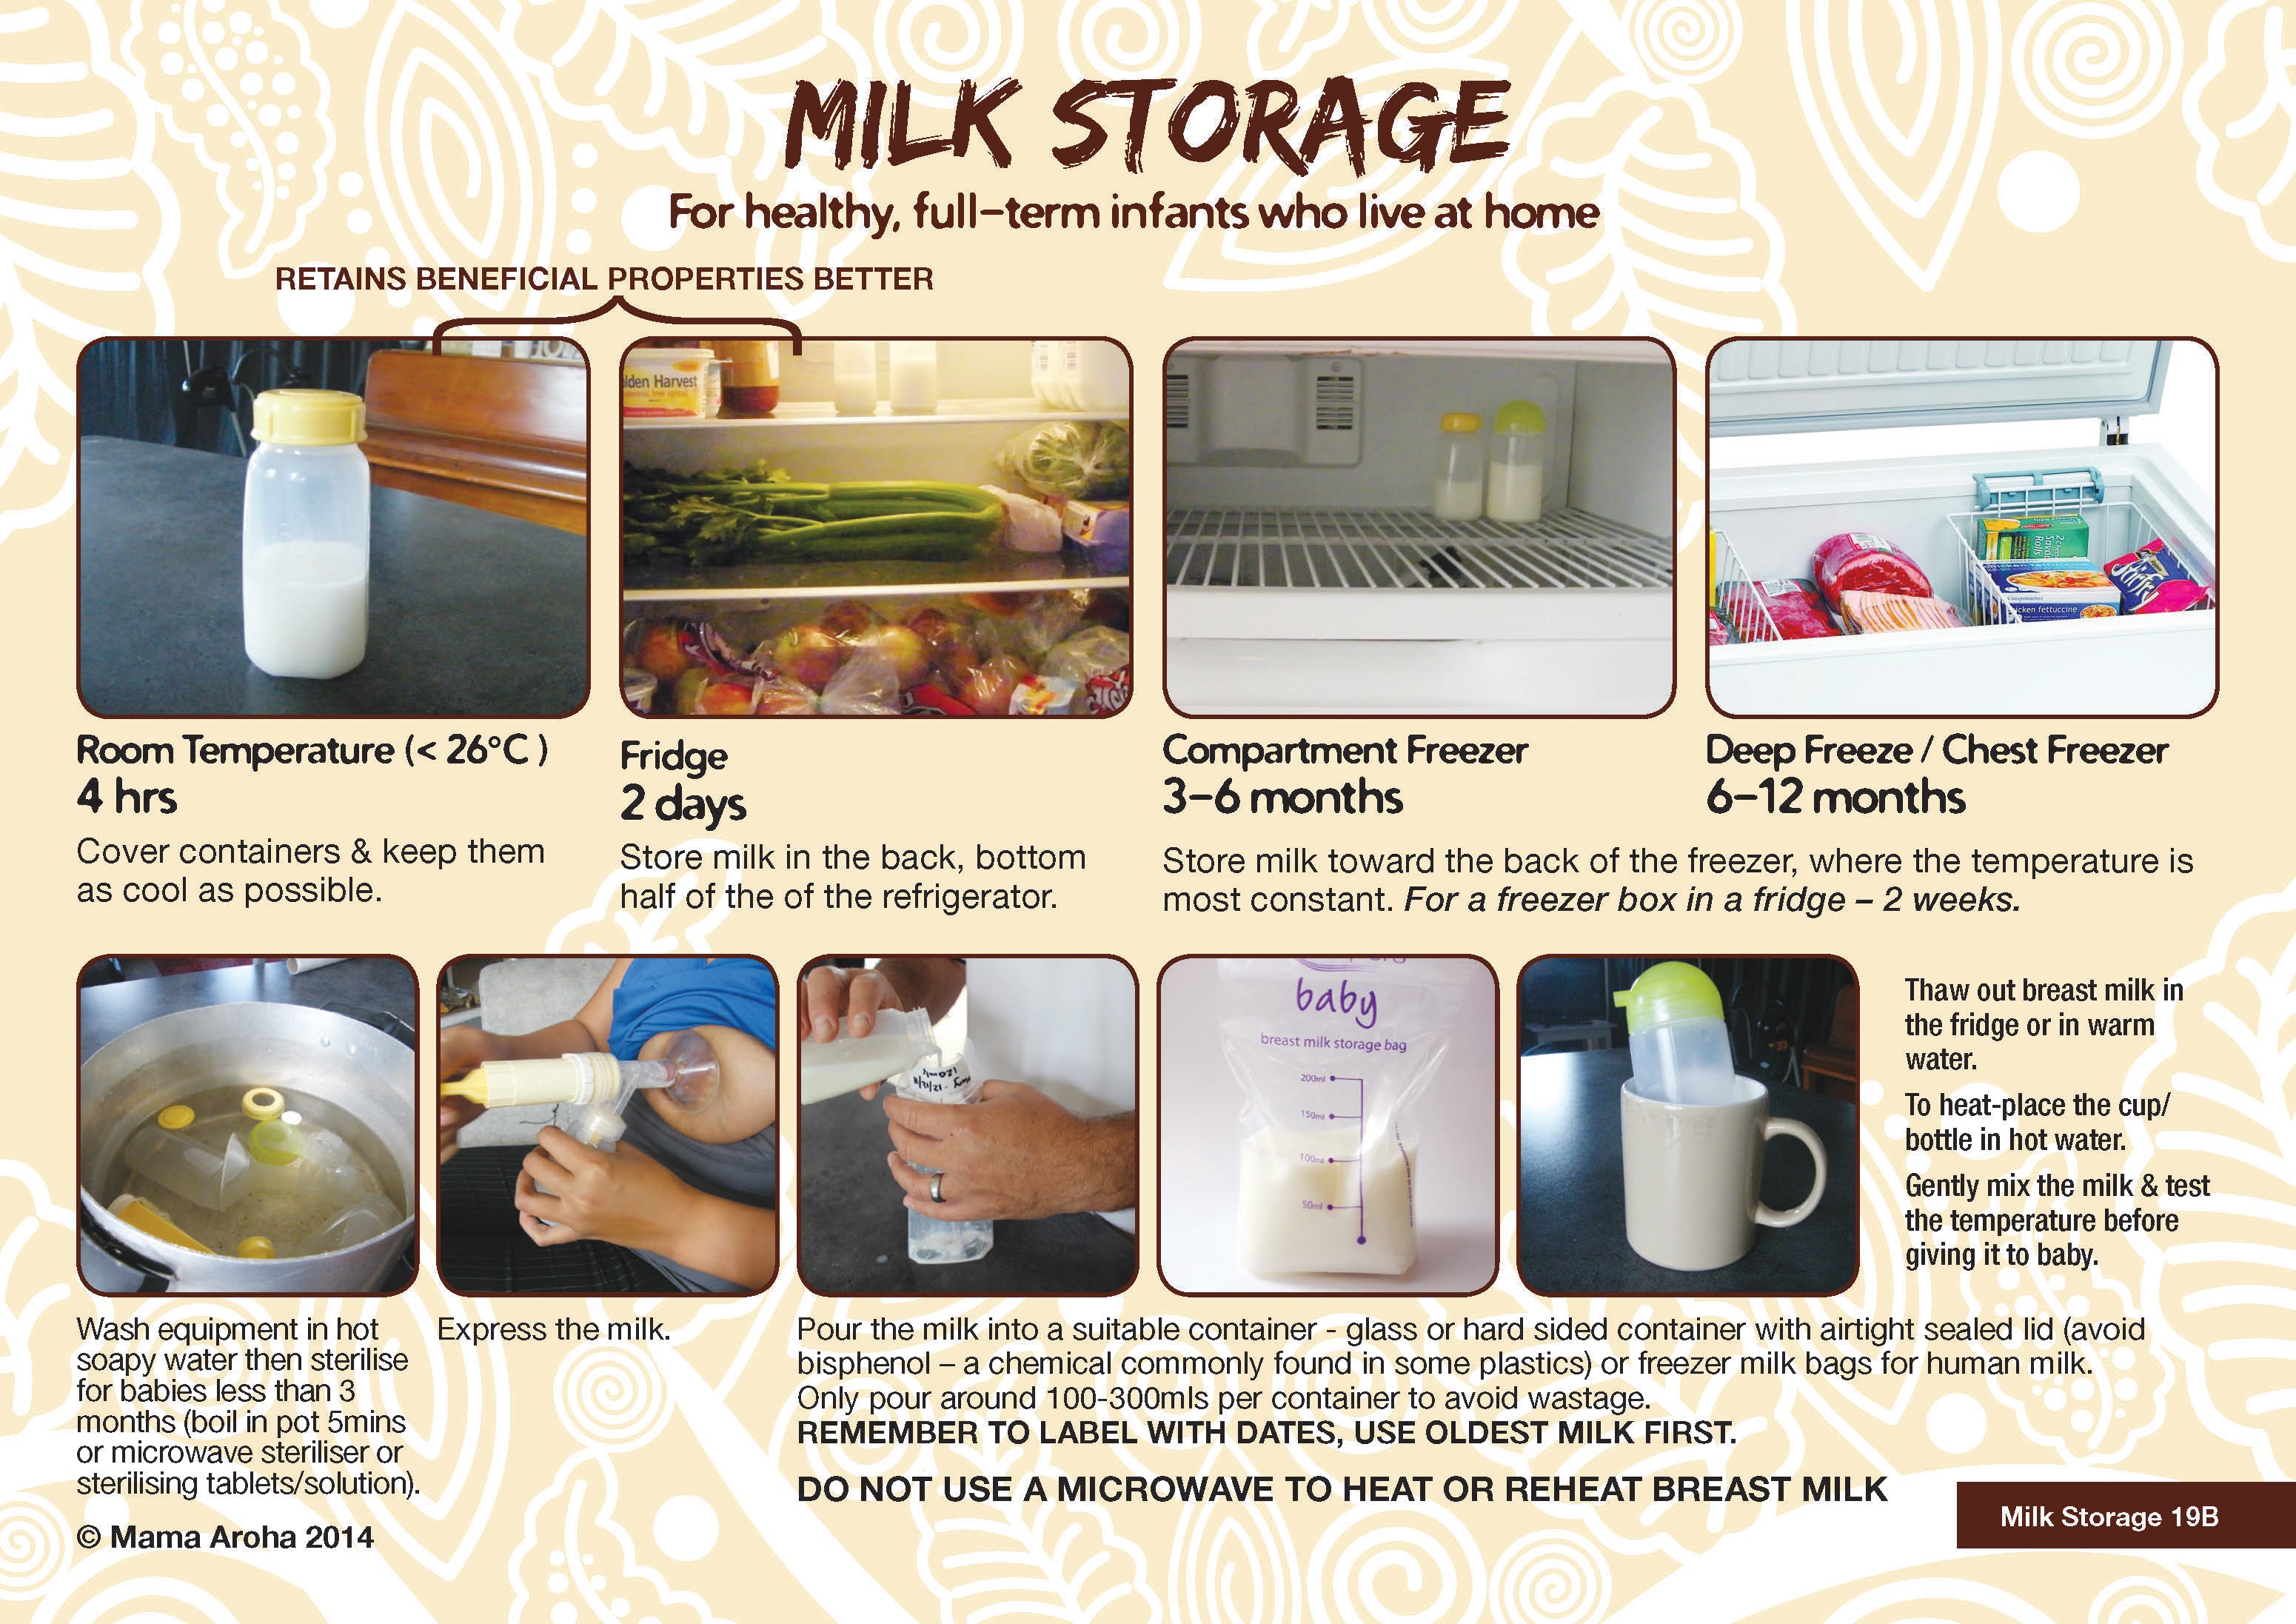 MILK STORAGE
For healthy, full-term infants who live at home
RETAINS BENEFICIAL PROPERTIES BETTER
lden Harvest
Room Temperature (< 26°C )
4 hrs
Cover containers & keep them
as cool as possible.
Fridge
2 days
Store milk in the back, bottom
half of the of the refrigerator.
Compartment Freezer
3-6 months
Deep Freeze / Chest Freezer
6-12 months
Store milk toward the back of the freezer, where the temperature is
most constant. For a freezer box in a fridge – 2 weeks.
baby
breast milk storage bag
200ml
150ml
100ml
50ml
Thaw out breast milk in
the fridge or in warm
water.
To heat-place the cup/
bottle in hot water.
Gently mix the milk & test
the temperature before
giving it to baby.
Wash equipment in hot
soapy water then sterilise
for babies less than 3
months (boil in pot 5mins
or microwave steriliser or
sterilising tablets/solution).
Express the milk.
Pour the milk into a suitable container - glass or hard sided container with airtight sealed lid (avoid
bisphenol – a chemical commonly found in some plastics) or freezer milk bags for human milk.
Only pour around 100-300mls per container to avoid wastage.
REMEMBER TO LABEL WITH DATES, USE OLDEST MILK FIRST.
DO NOT USE A MICROWAVE TO HEAT OR REHEAT BREAST MILK
© Mama Aroha 2014
Milk Storage 19B